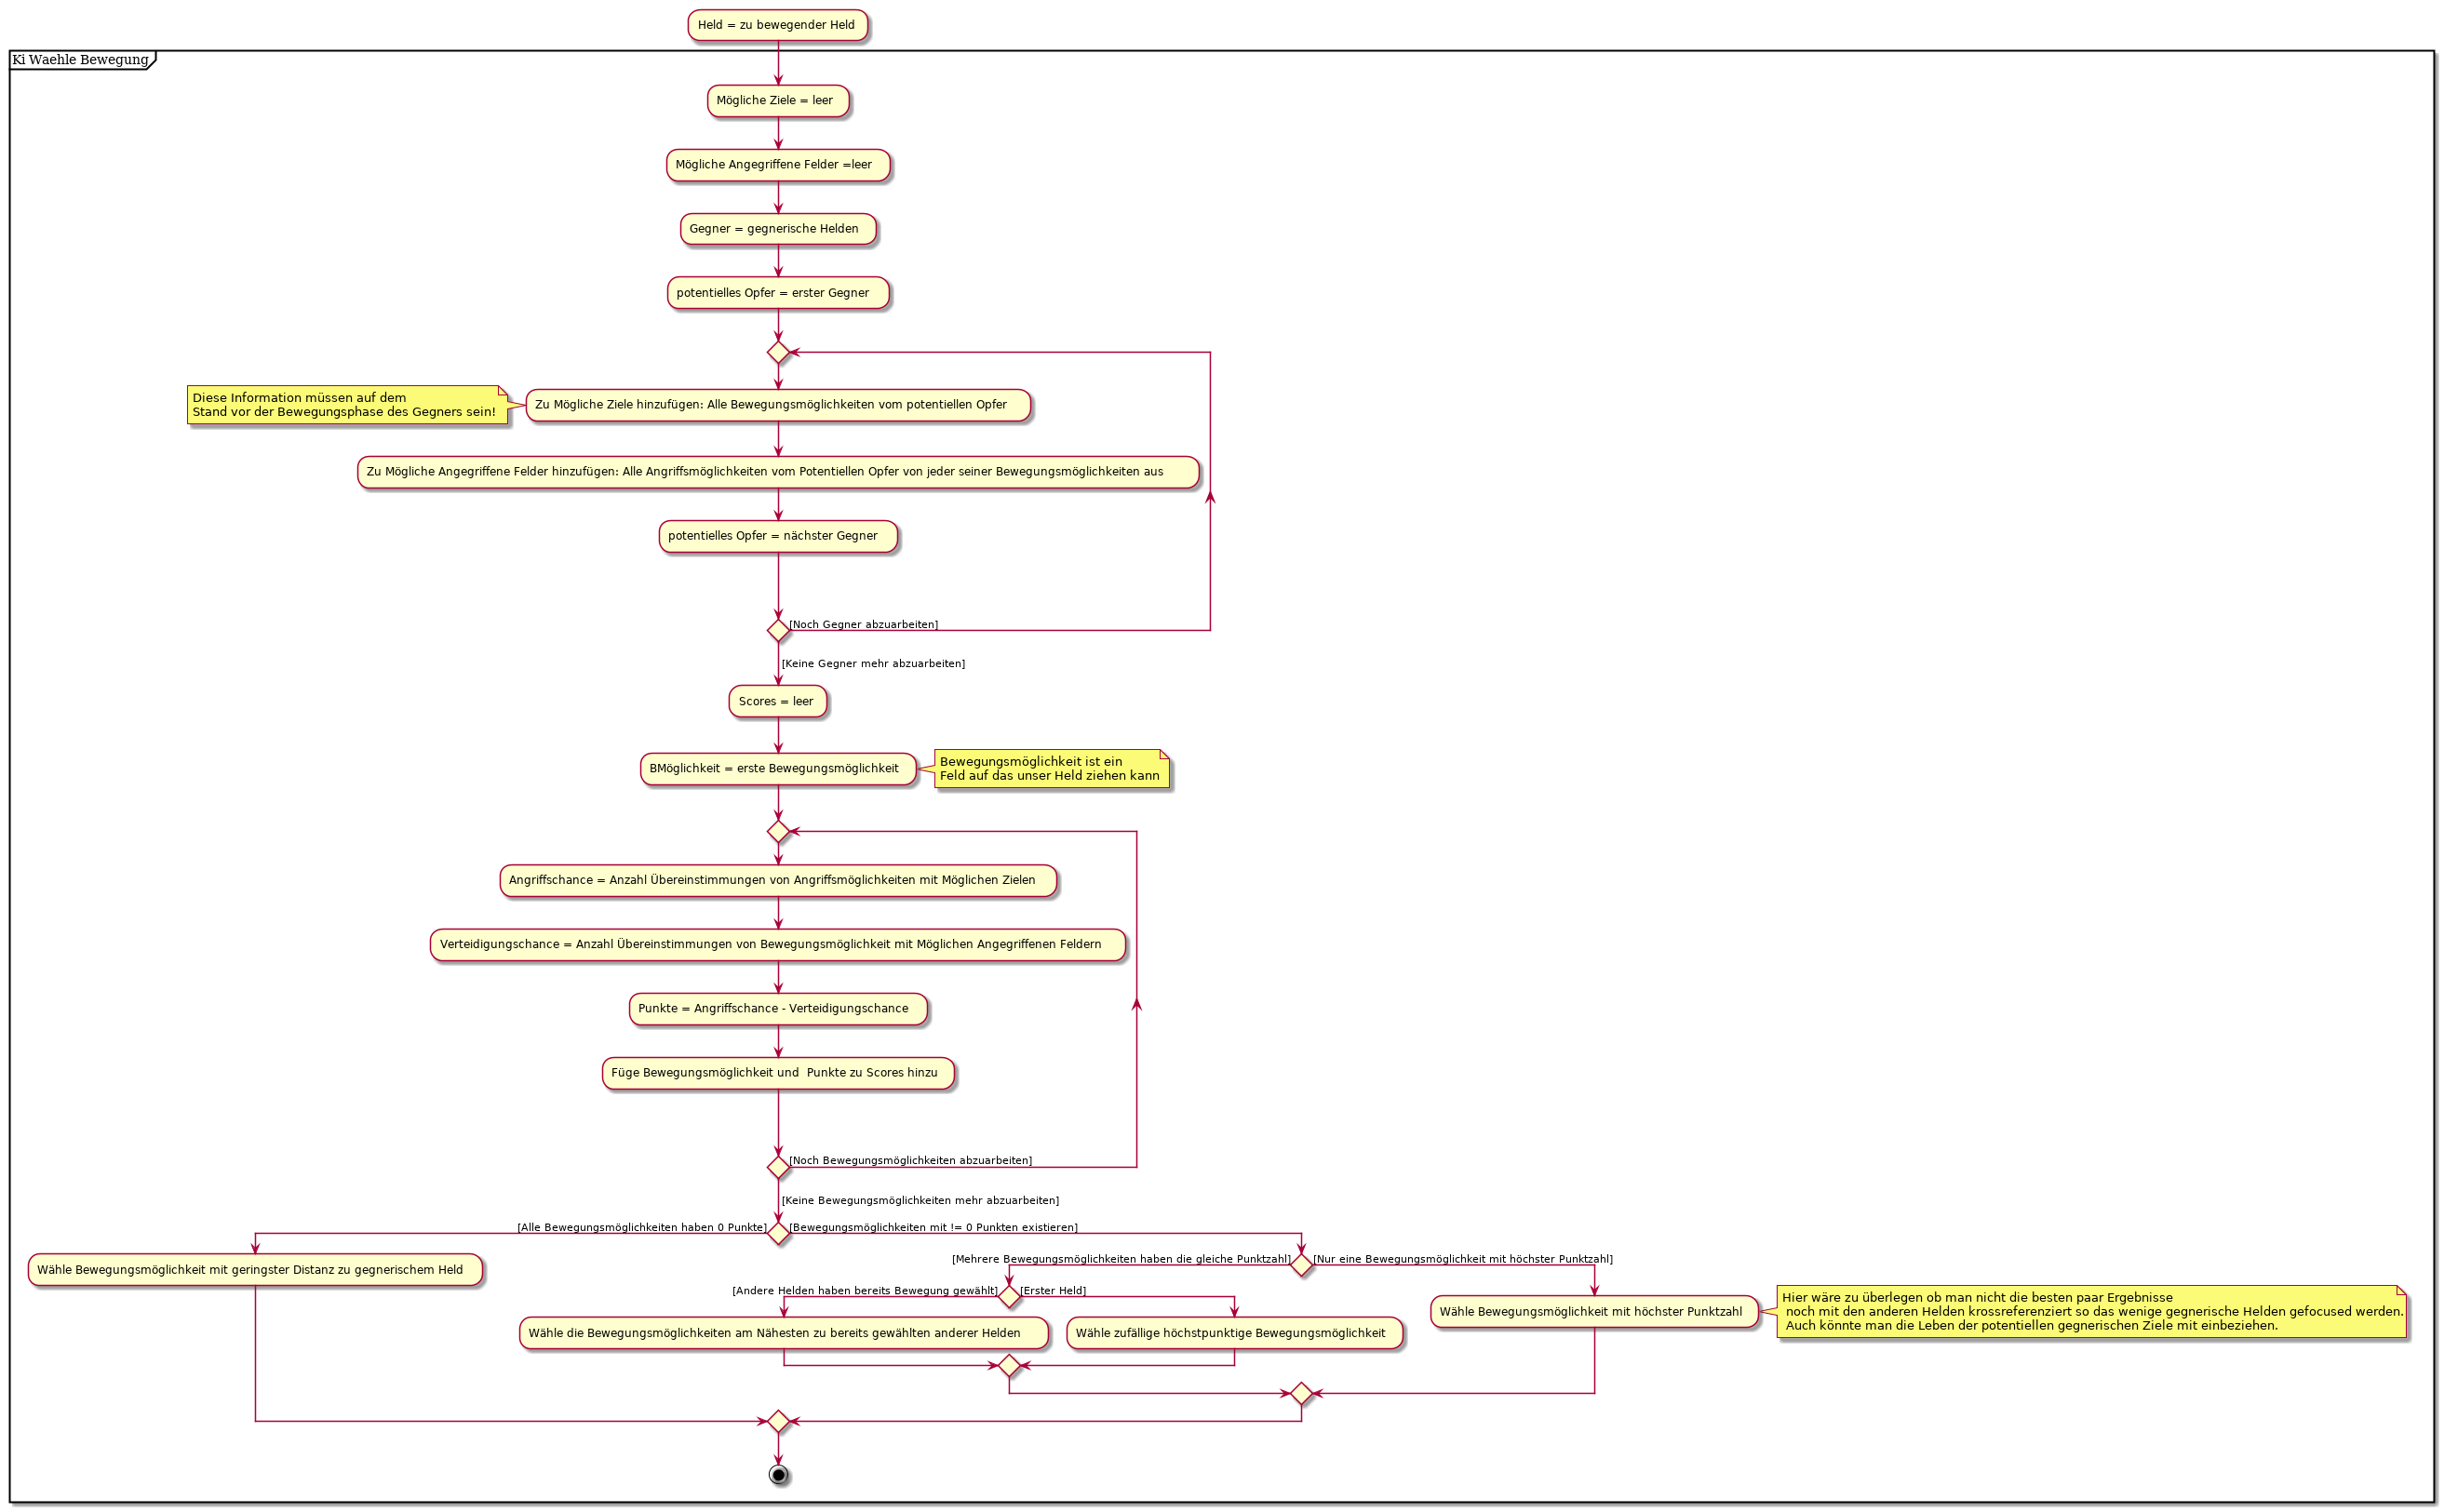 Held = zu bewegender Held
Ki Waehle Bewegung
Mögliche Ziele = leer
Mögliche Angegriffene Felder =leer
Gegner = gegnerische Helden
potentielles Opfer = erster Gegner
Diese Information müssen auf dem
Stand vor der Bewegungsphase des Gegners sein!
Zu Mögliche Ziele hinzufügen: Alle Bewegungsmöglichkeiten vom potentiellen Opfer
Zu Mögliche Angegriffene Felder hinzufügen: Alle Angriffsmöglichkeiten vom Potentiellen Opfer von jeder seiner Bewegungsmöglichkeiten aus
potentielles Opfer = nächster Gegner
[Noch Gegner abzuarbeiten]
[Keine Gegner mehr abzuarbeiten]
Scores = leer
BMöglichkeit = erste Bewegungsmöglichkeit
Bewegungsmöglichkeit ist ein
Feld auf das unser Held ziehen kann
Angriffschance = Anzahl Übereinstimmungen von Angriffsmöglichkeiten mit Möglichen Zielen
Verteidigungschance = Anzahl Übereinstimmungen von Bewegungsmöglichkeit mit Möglichen Angegriffenen Feldern
Punkte = Angriffschance - Verteidigungschance
Füge Bewegungsmöglichkeit und  Punkte zu Scores hinzu
[Noch Bewegungsmöglichkeiten abzuarbeiten]
[Keine Bewegungsmöglichkeiten mehr abzuarbeiten]
[Alle Bewegungsmöglichkeiten haben 0 Punkte]
[Bewegungsmöglichkeiten mit != 0 Punkten existieren]
Wähle Bewegungsmöglichkeit mit geringster Distanz zu gegnerischem Held
[Mehrere Bewegungsmöglichkeiten haben die gleiche Punktzahl]
[Nur eine Bewegungsmöglichkeit mit höchster Punktzahl]
[Andere Helden haben bereits Bewegung gewählt]
[Erster Held]
Wähle die Bewegungsmöglichkeiten am Nähesten zu bereits gewählten anderer Helden
Wähle zufällige höchstpunktige Bewegungsmöglichkeit
Wähle Bewegungsmöglichkeit mit höchster Punktzahl
Hier wäre zu überlegen ob man nicht die besten paar Ergebnisse
noch mit den anderen Helden krossreferenziert so das wenige gegnerische Helden gefocused werden.
Auch könnte man die Leben der potentiellen gegnerischen Ziele mit einbeziehen.